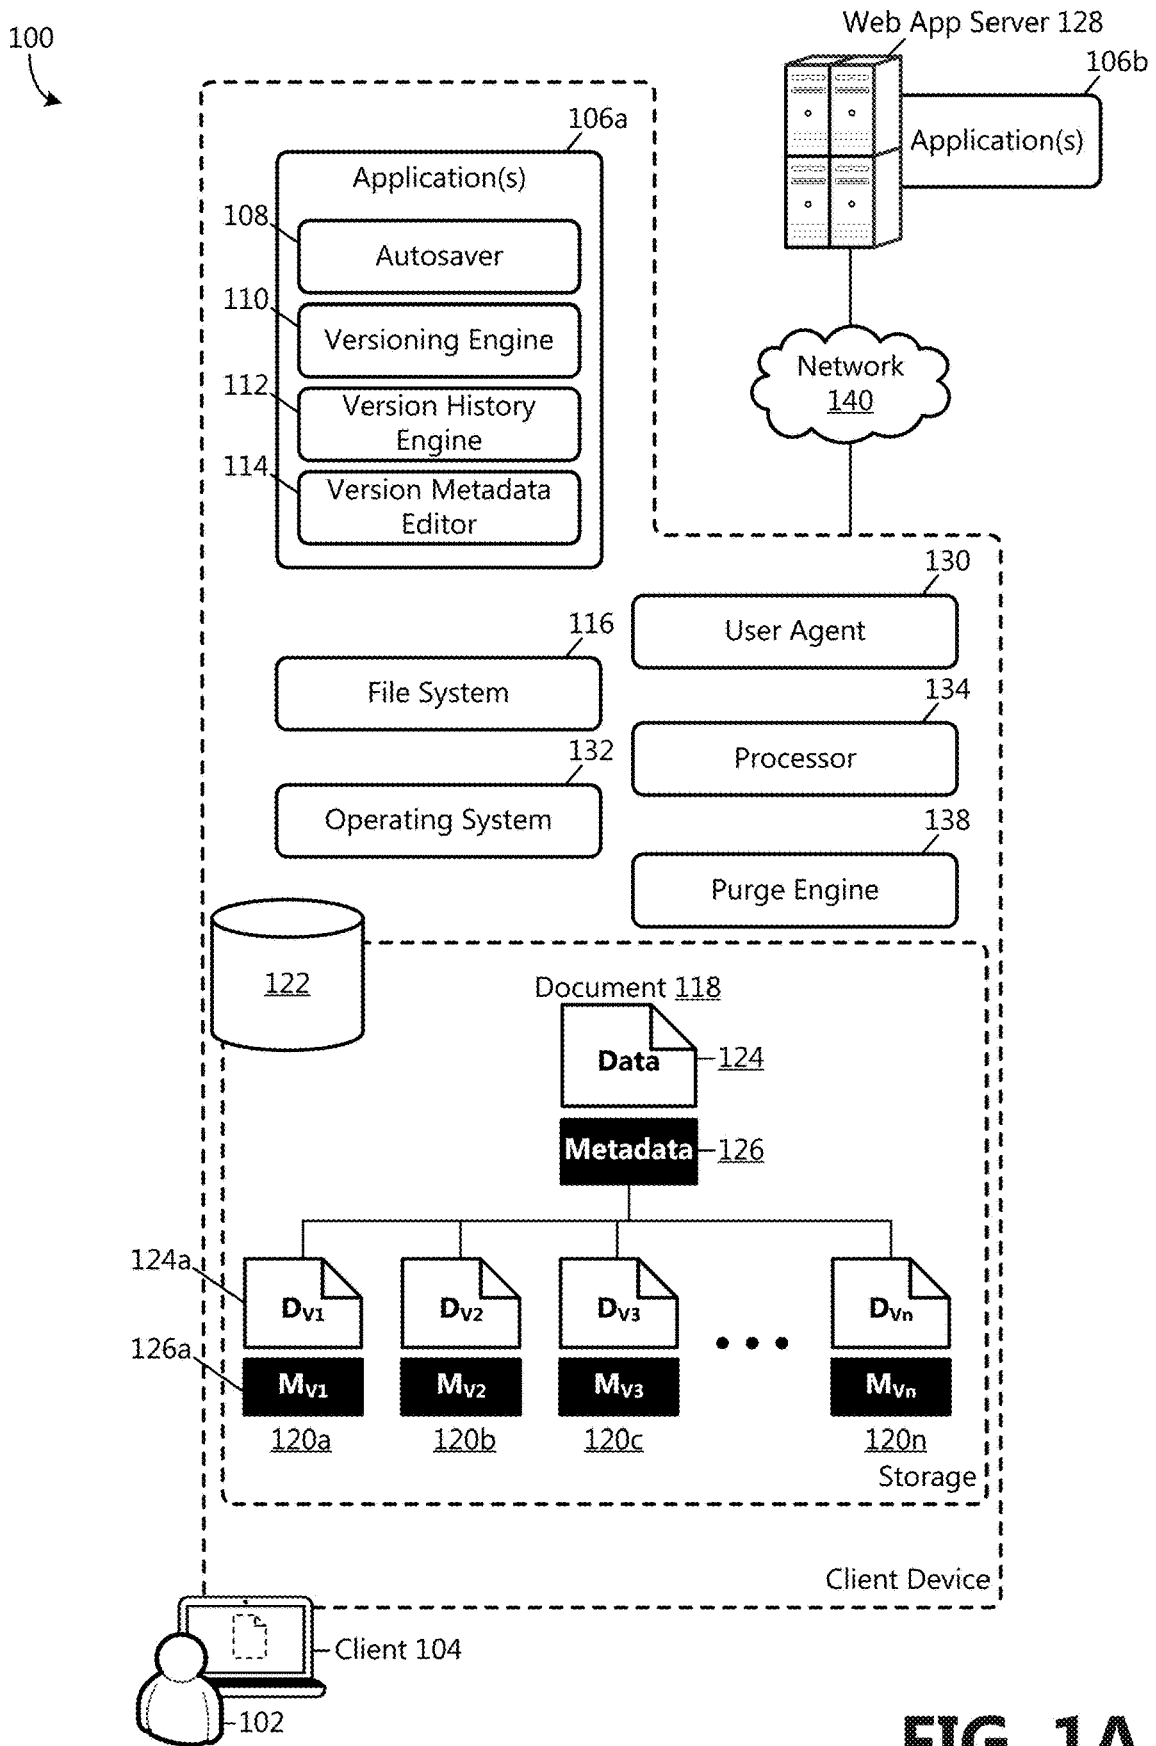 100
Web App Server 128
106b
Application(s)
106a
Application(s)
108
Autosaver
110
Versioning Engine
112
Version History
Engine
114
Version Metadata
Editor
Network
140
130
User Agent
116
File System
134
Processor
132
Operating System
138
Purge Engine
122
Document 118
Data
124
Metadata
126
124a
DV1
DV2
DV3
DVn
126a
MV1
MV2
MV3
MVn
120a
120b
120c
120n
Storage
Client Device
Client 104
102
FIG. 1A